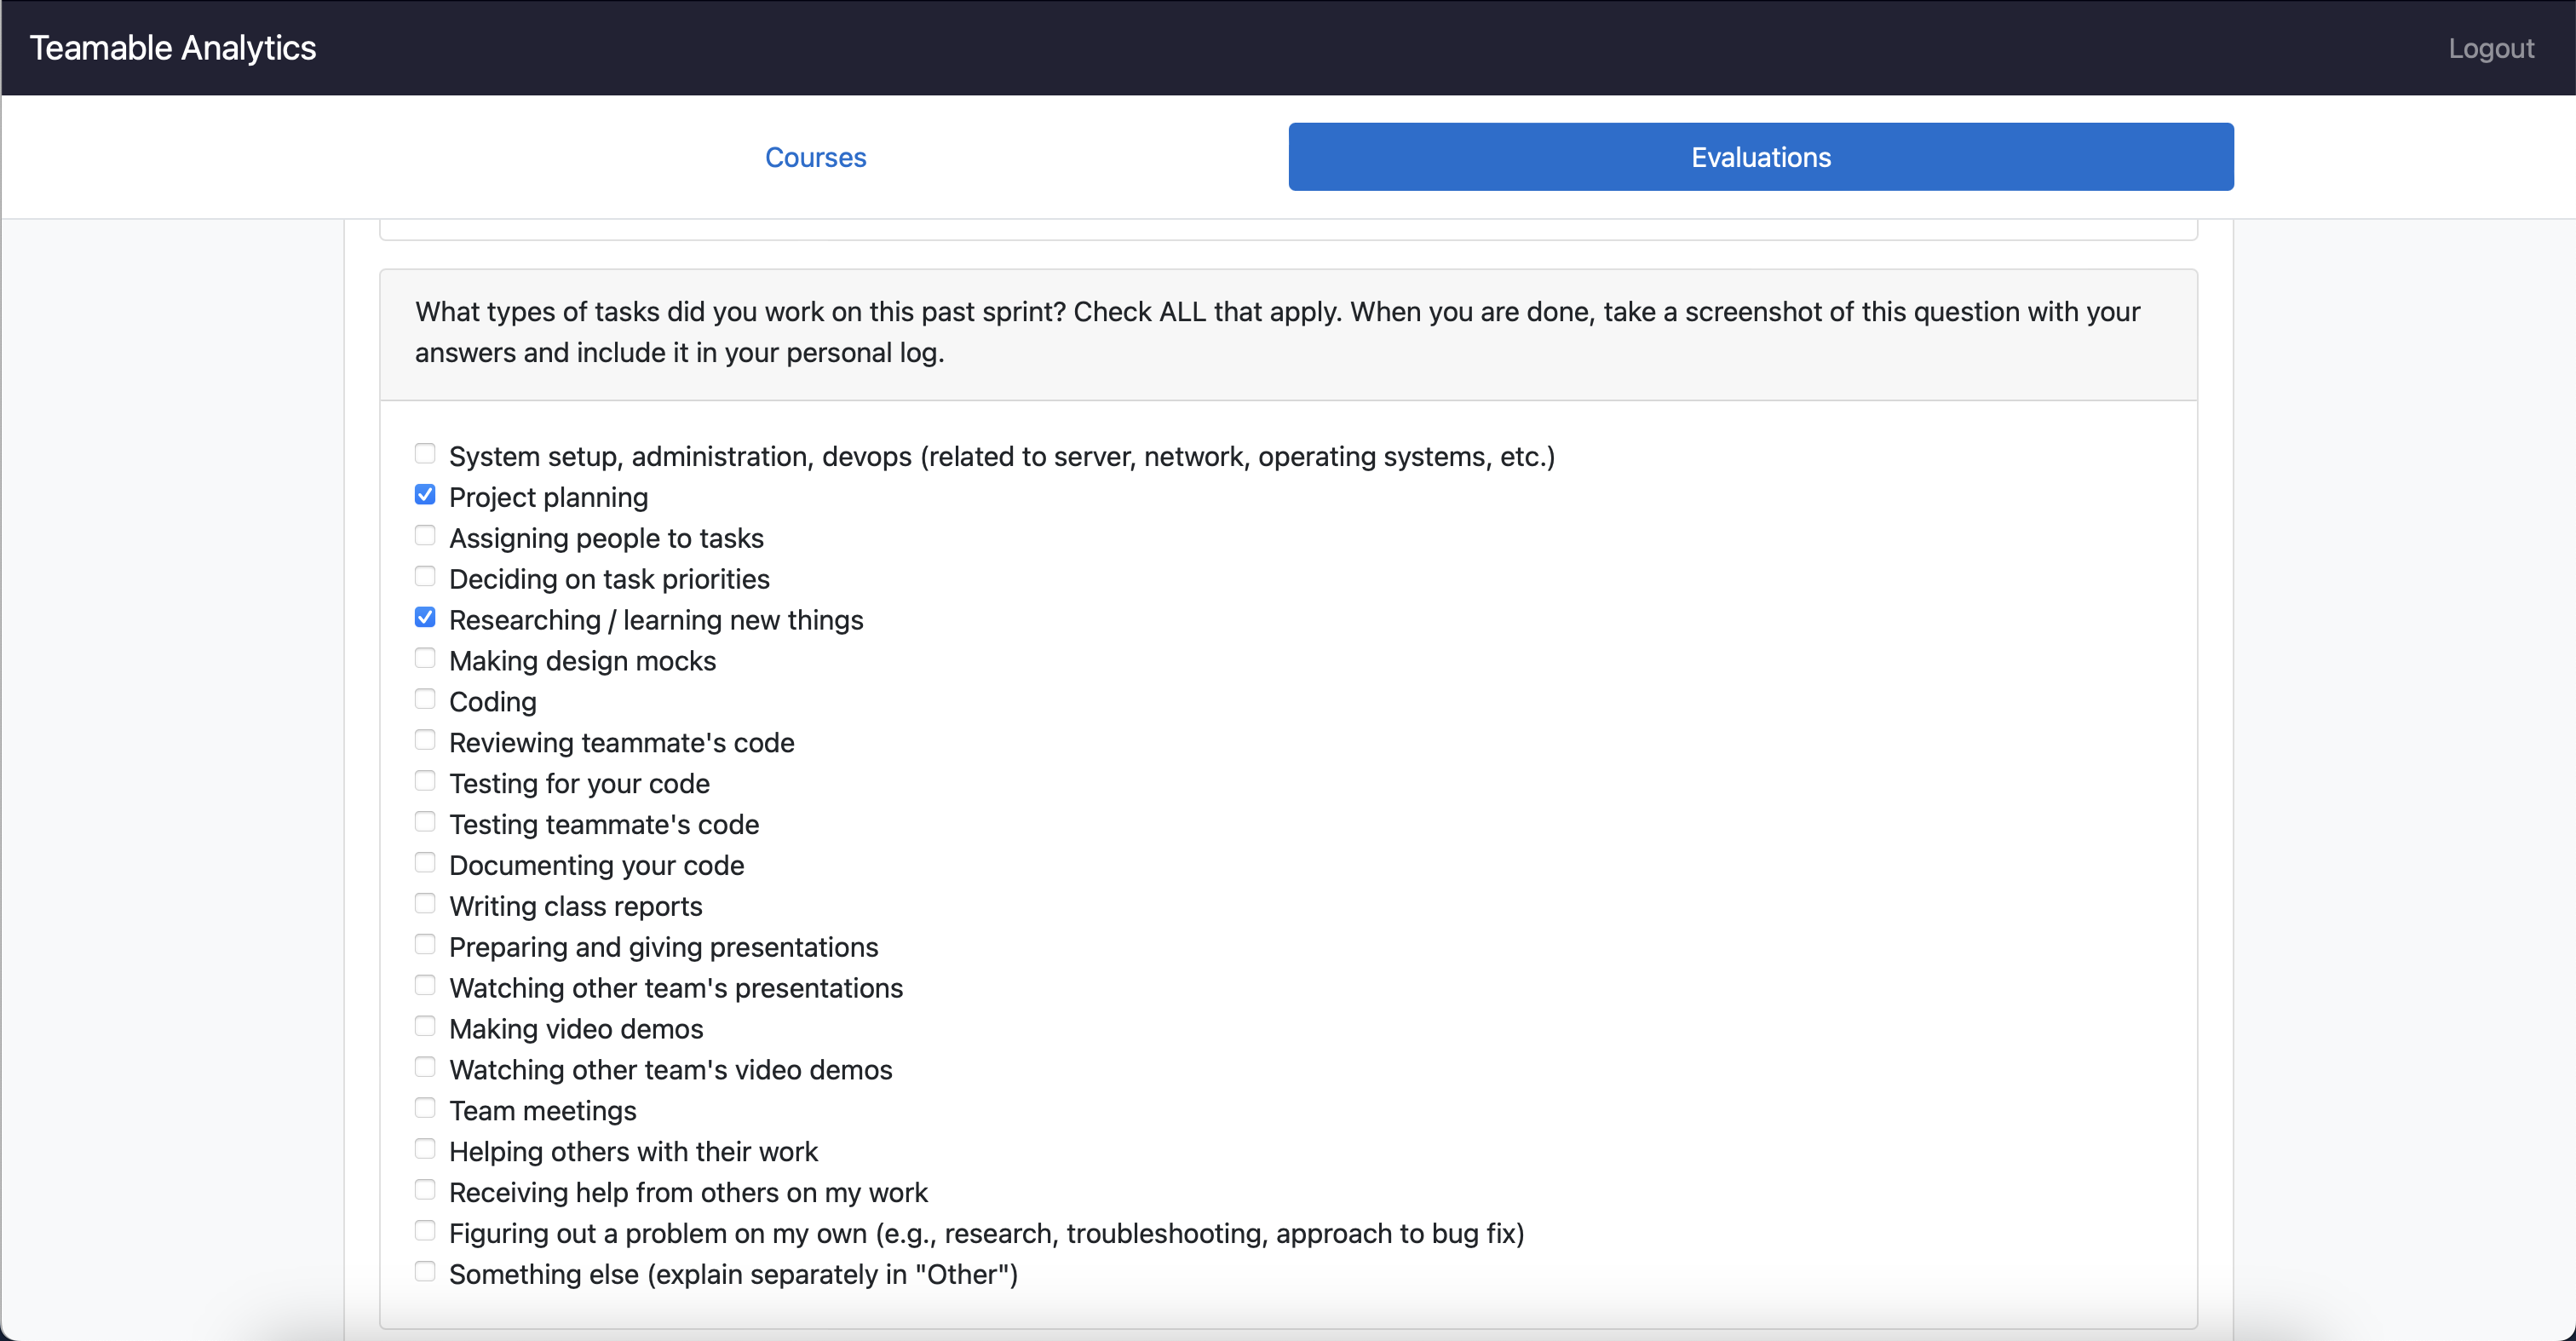 Teamable Analytics
Logout
Courses
Evaluations
What types of tasks did you work on this past sprint? Check ALL that apply. When you are done, take a screenshot of this question with your
answers and include it in your personal log.
System setup, administration, devops (related to server, network, operating systems, etc.)
Project planning
Assigning people to tasks
Deciding on task priorities
Researching / learning new things
Making design mocks
Coding
Reviewing teammate's code
Testing for your code
Testing teammate's code
Documenting your code
Writing class reports
Preparing and giving presentations
Watching other team's presentations
Making video demos
Watching other team's video demos
Team meetings
Helping others with their work
Receiving help from others on my work
Figuring out a problem on my own (e.g., research, troubleshooting, approach to bug fix)
Something else (explain separately in "Other")